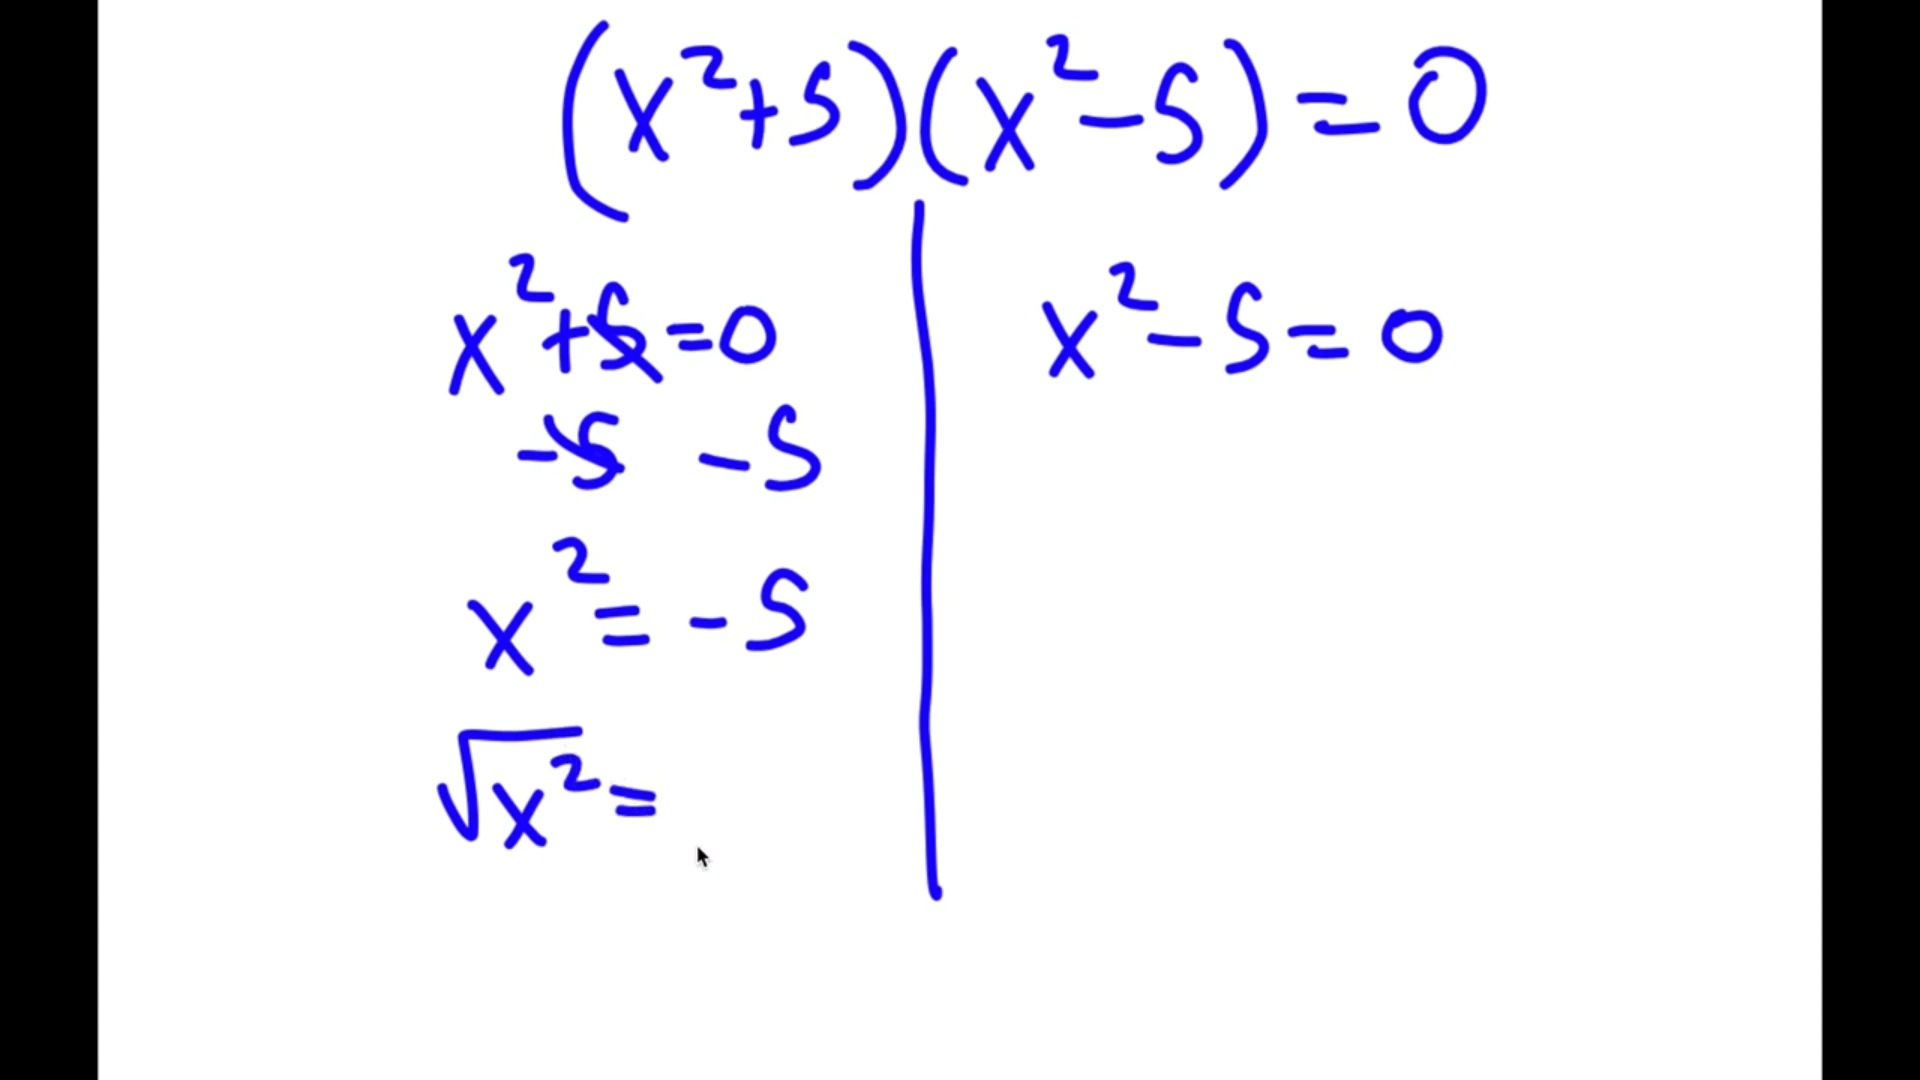 (x²+5)(x²-5)=0
x²+5=0
-5 -5
x²=-5
√x²=
x²-5=0